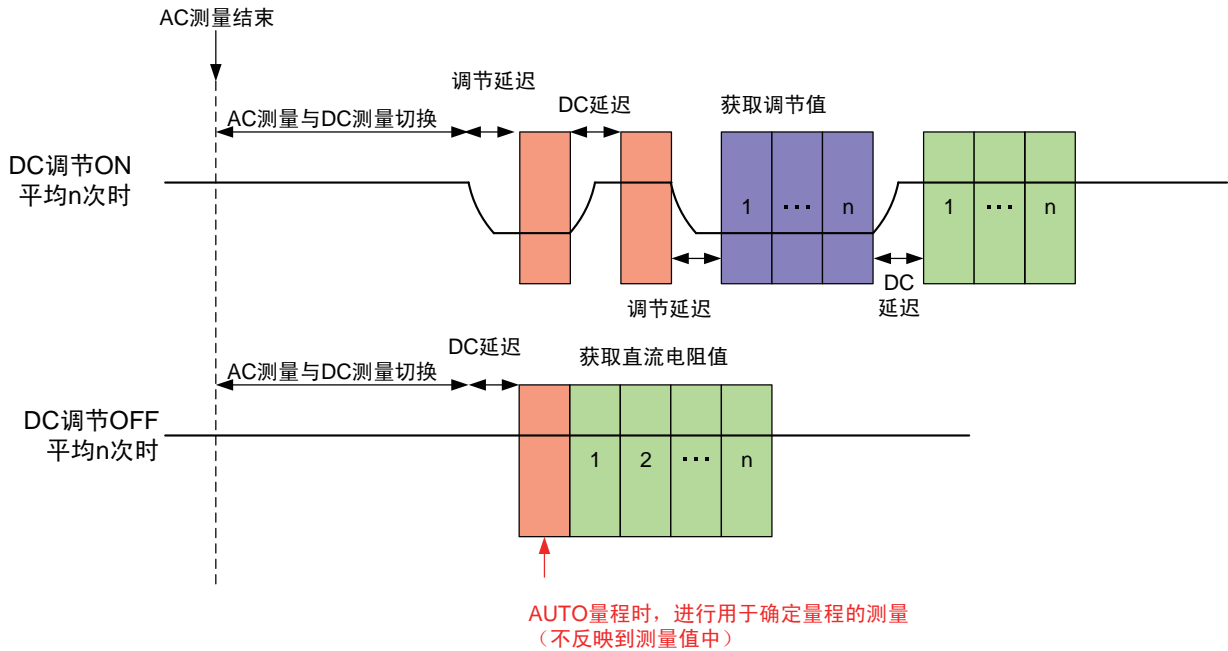 AC测量结束
调节延迟
DC延迟
获取调节值
AC测量与DC测量切换
DC调节ON
平均n次时
1 ⋯ n
1 ⋯ n
调节延迟
DC
延迟
DC延迟
获取直流电阻值
AC测量与DC测量切换
DC调节OFF
平均n次时
1 2 ⋯ n
AUTO量程时，进行用于确定量程的测量
（不反映到测量值中）